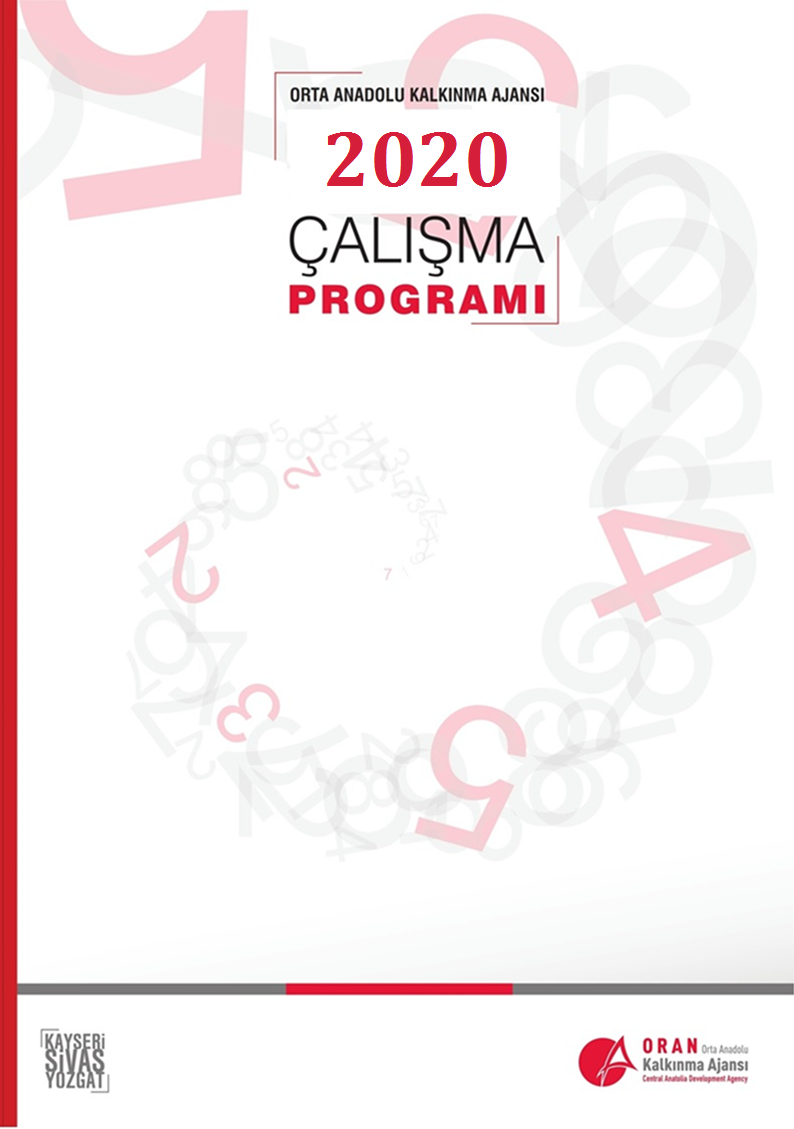 ORTA ANADOLU KALKINMA AJANSI
2020
ÇALIŞMA
PROGRAMI
KAYSERİ
SİVAS
YOZGAT
ORAN Orta Anadolu
Kalkınma Ajansı
Central Anatolia Development Agency